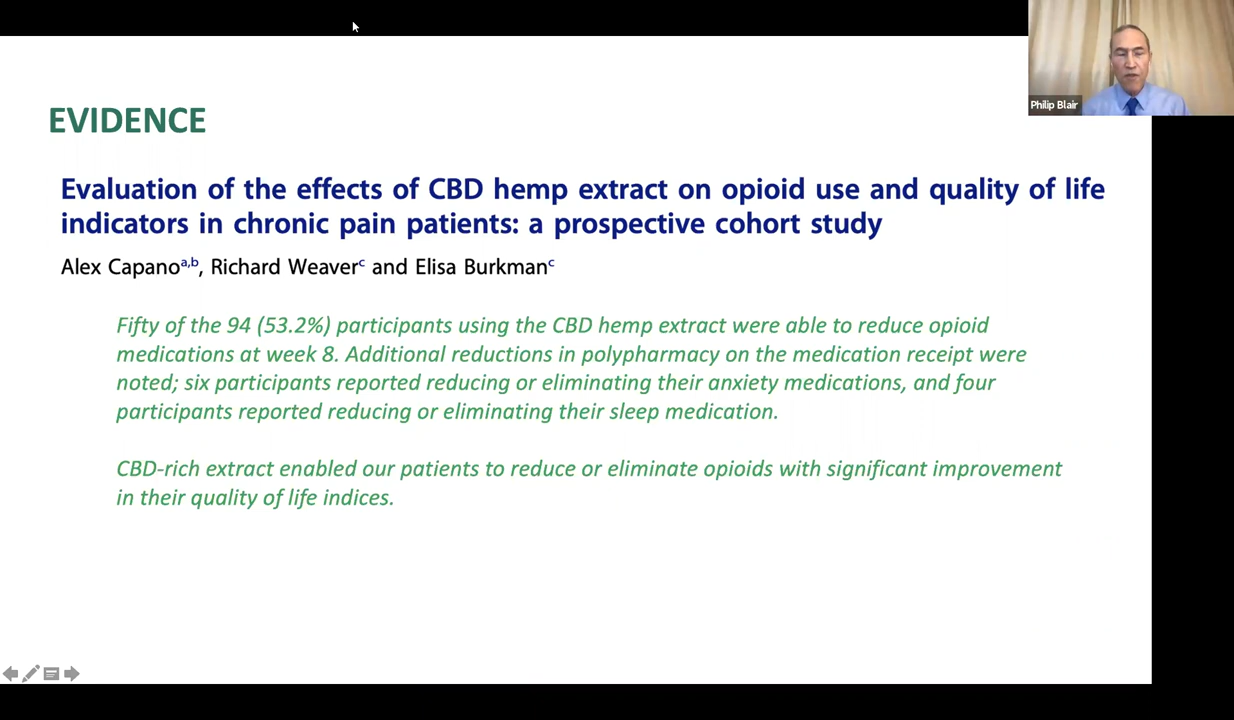 EVIDENCE
Philip Blair
Evaluation of the effects of CBD hemp extract on opioid use and quality of life
indicators in chronic pain patients: a prospective cohort study
Alex Capanoa,b, Richard Weaverc and Elisa Burkmanc
Fifty of the 94 (53.2%) participants using the CBD hemp extract were able to reduce opioid
medications at week 8. Additional reductions in polypharmacy on the medication receipt were
noted; six participants reported reducing or eliminating their anxiety medications, and four
participants reported reducing or eliminating their sleep medication.
CBD-rich extract enabled our patients to reduce or eliminate opioids with significant improvement
in their quality of life indices.